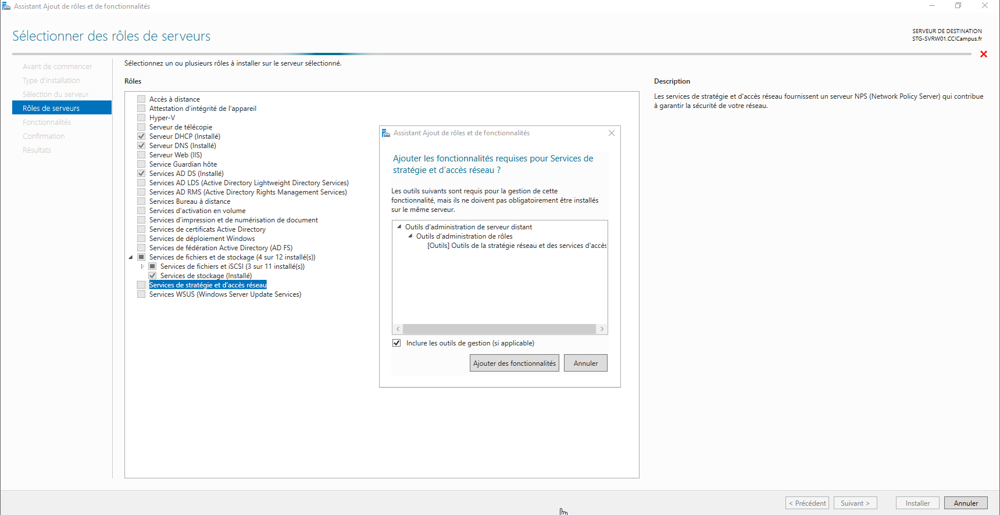 Assistant Ajout de rôles et de fonctionnalités
Sélectionner des rôles de serveurs
SERVEUR DE DESTINATION
STG-SVRW01.CCICampus.fr
Avant de commencer
Type d'installation
Sélection du serveur
Rôles de serveurs
Fonctionnalités
Confirmation
Résultats
Sélectionnez un ou plusieurs rôles à installer sur le serveur sélectionné.
Rôles
Accès à distance
Attestation d’intégrité de l’appareil
Hyper-V
Serveur de télécopie
Serveur DHCP (Installé)
Serveur DNS (Installé)
Serveur Web (IIS)
Service Guardian hôte
Services AD DS (Installé)
Services AD LDS (Active Directory Lightweight Directory Services)
Services AD RMS (Active Directory Rights Management Services)
Services Bureau à distance
Services d’activation en volume
Services d’impression et de numérisation de document
Services de certificats Active Directory
Services de déploiement Windows
Services de fédération Active Directory (AD FS)
Services de fichiers et de stockage (4 sur 12 installé(s))
Services de fichiers et iSCSI (3 sur 11 installé(s))
Services de stockage (Installé)
Services de stratégie et d’accès réseau
Services WSUS (Windows Server Update Services)
Description
Les services de stratégie et d'accès réseau fournissent un serveur NPS (Network Policy Server) qui contribue
à garantir la sécurité de votre réseau.
Assistant Ajout de rôles et de fonctionnalités
Ajouter les fonctionnalités requises pour Services de
stratégie et d’accès réseau ?
Les outils suivants sont requis pour la gestion de cette
fonctionnalité, mais ils ne doivent pas obligatoirement être installés
sur le même serveur.
Outils d’administration de serveur distant
Outils d’administration de rôles
[Outils] Outils de la stratégie réseau et des services d'accès
Inclure les outils de gestion (si applicable)
Ajouter des fonctionnalités
Annuler
< Précédent
Suivant >
Installer
Annuler